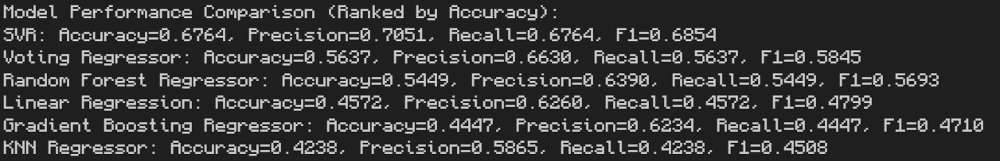 Model Performance Comparison (Ranked by Accuracy):
SVR: Accuracy=0.6764, Precision=0.7051, Recall=0.6764, F1=0.6854
Voting Regressor: Accuracy=0.5637, Precision=0.6630, Recall=0.5637, F1=0.5845
Random Forest Regressor: Accuracy=0.5449, Precision=0.6390, Recall=0.5449, F1=0.5693
Linear Regression: Accuracy=0.4572, Precision=0.6260, Recall=0.4572, F1=0.4799
Gradient Boosting Regressor: Accuracy=0.4447, Precision=0.6234, Recall=0.4447, F1=0.4710
KNN Regressor: Accuracy=0.4238, Precision=0.5865, Recall=0.4238, F1=0.4508